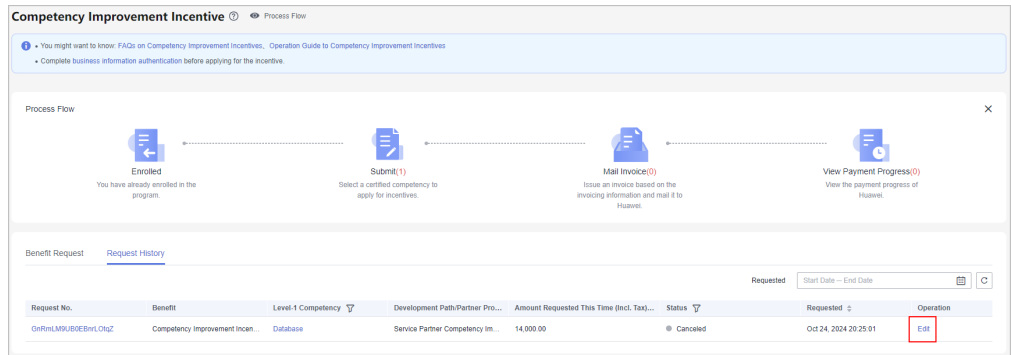 Competency Improvement Incentive Process Flow
• You might want to know: FAQs on Competency Improvement Incentives, Operation Guide to Competency Improvement Incentives
• Complete business information authentication before applying for the incentive.
Process Flow
Enrolled
You have already enrolled in the
program.
Submit(1)
Select a certified competency to
apply for incentives.
Mail Invoice(0)
Issue an invoice based on the
invoicing information and mail it to
Huawei.
View Payment Progress(0)
View the payment progress of
Huawei.
Benefit Request Request History
Requested Start Date – End Date
Request No. Benefit Level-1 Competency Development Path/Partner Pro... Amount Requested This Time (Incl. Tax)... Status Requested Operation
GnRmLM9UB0EBnrLOtqZ Competency Improvement Incen... Database Service Partner Competency Im... 14,000.00 Canceled Oct 24, 2024 20:25:01 Edit